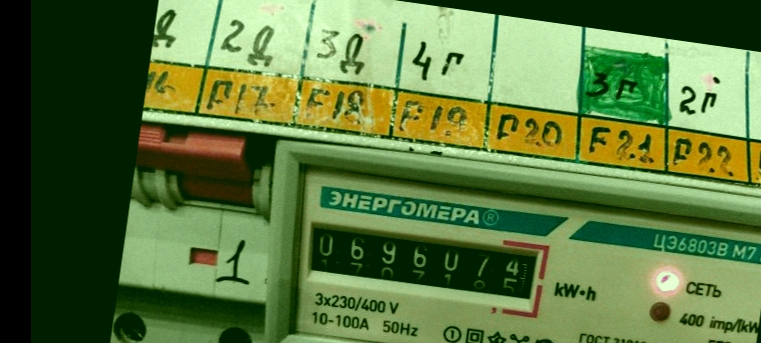 Д 2Д 3Д 4Г 3Г 2Г
16 F17 F18 F19 F20 F21 F22
ЭНЕРГОМЕРА®
ЦЭ6803В М7
0696074
kW•h
СЕТЬ
1
3x230/400 V
400 imp/(kW
10-100A 50Hz